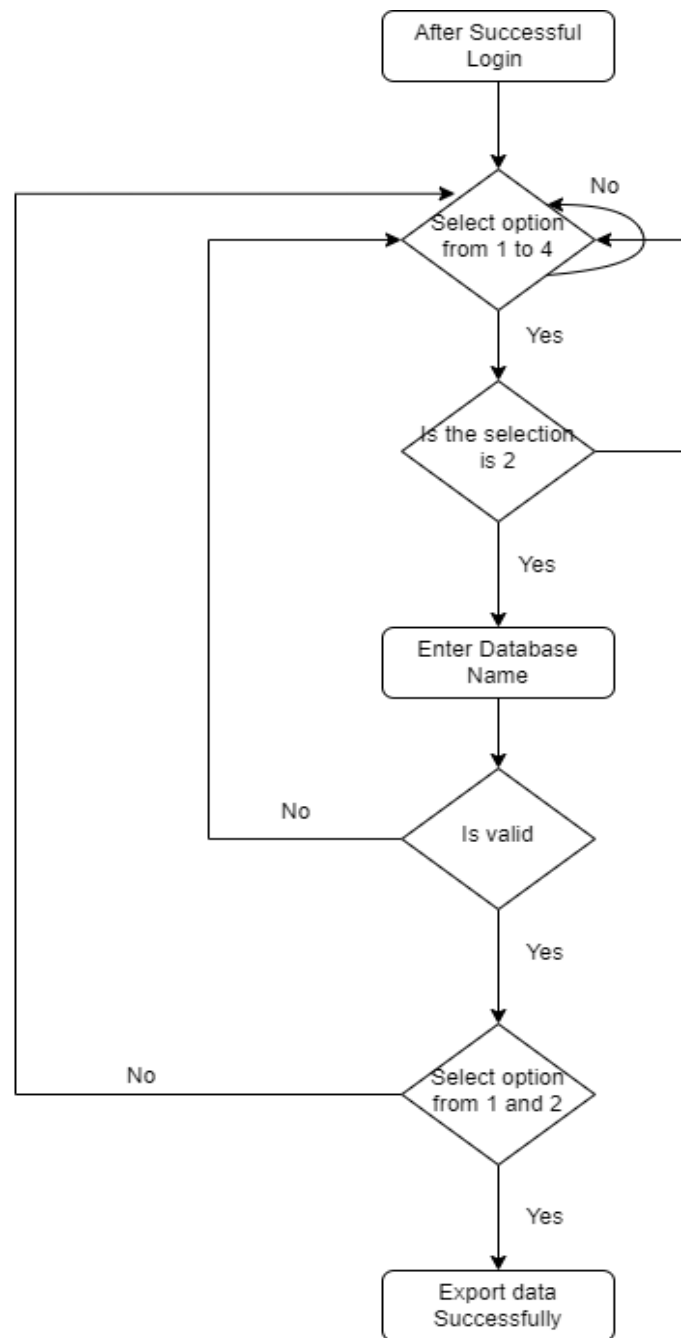 After Successful
Login
No
Select option
from 1 to 4
Yes
Is the selection
is 2
Yes
Enter Database
Name
No
Is valid
Yes
No
Select option
from 1 and 2
Yes
Export data
Successfully